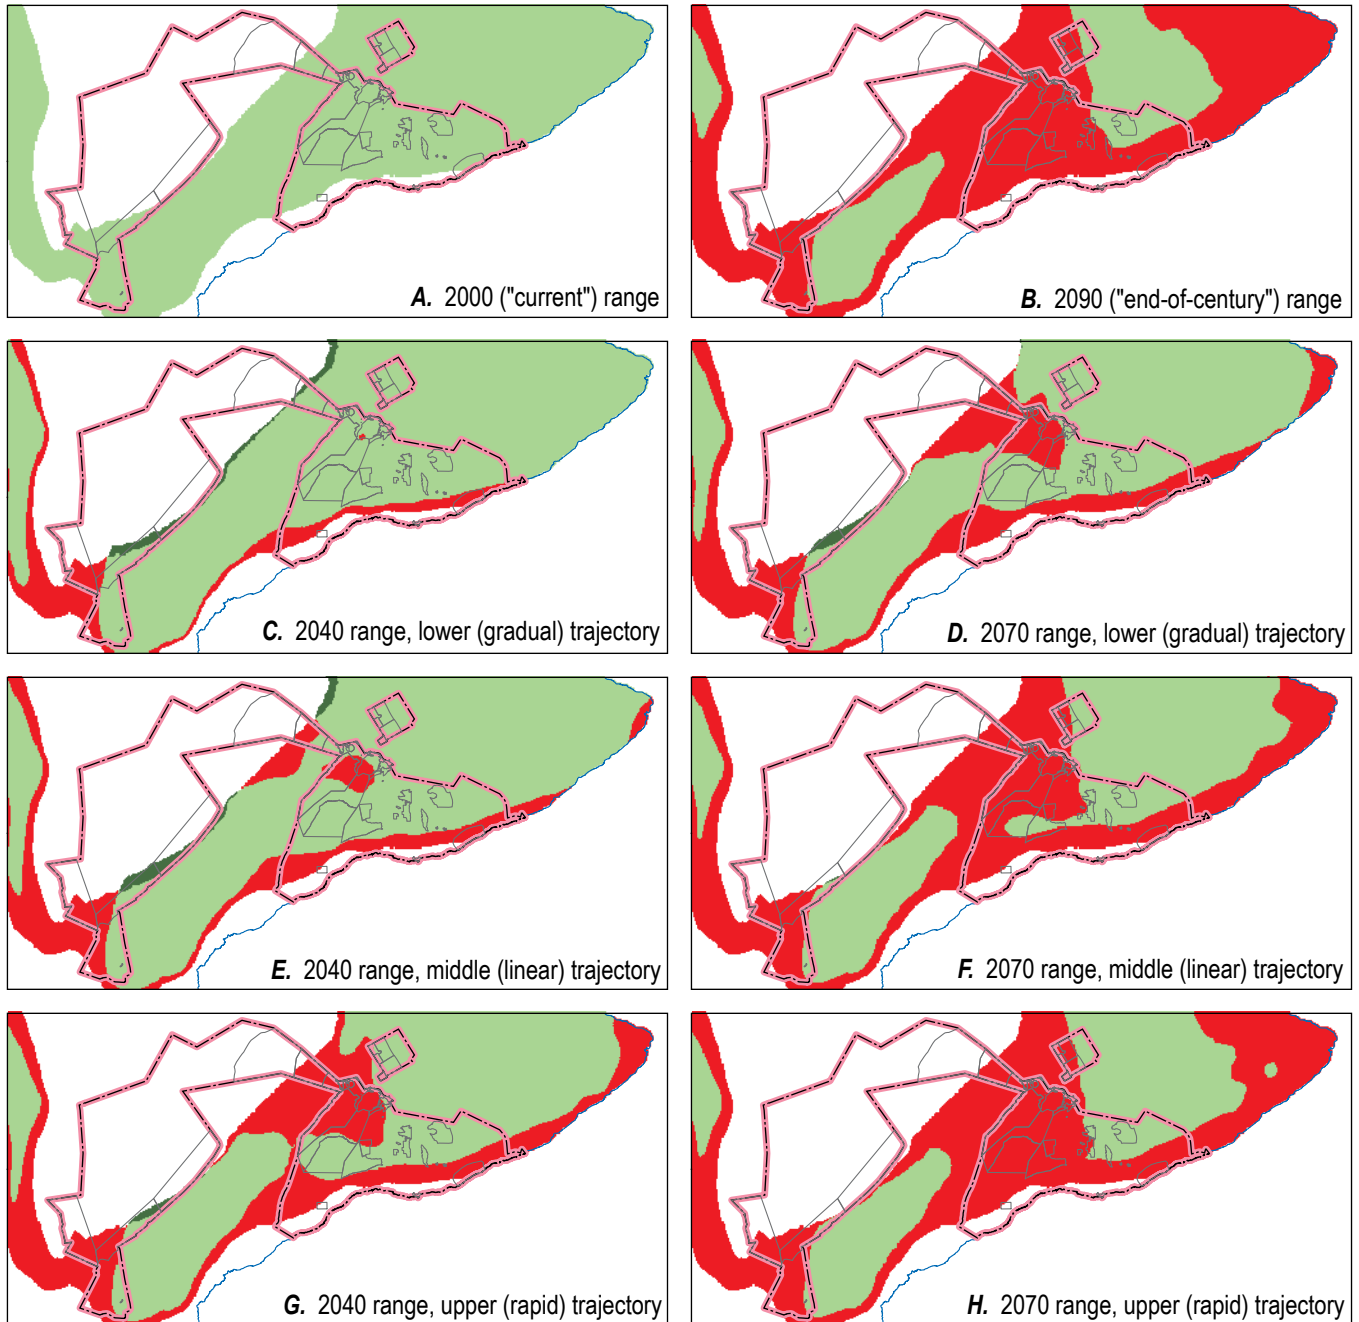 A. 2000 ("current") range
B. 2090 ("end-of-century") range
C. 2040 range, lower (gradual) trajectory
D. 2070 range, lower (gradual) trajectory
E. 2040 range, middle (linear) trajectory
F. 2070 range, middle (linear) trajectory
G. 2040 range, upper (rapid) trajectory
H. 2070 range, upper (rapid) trajectory